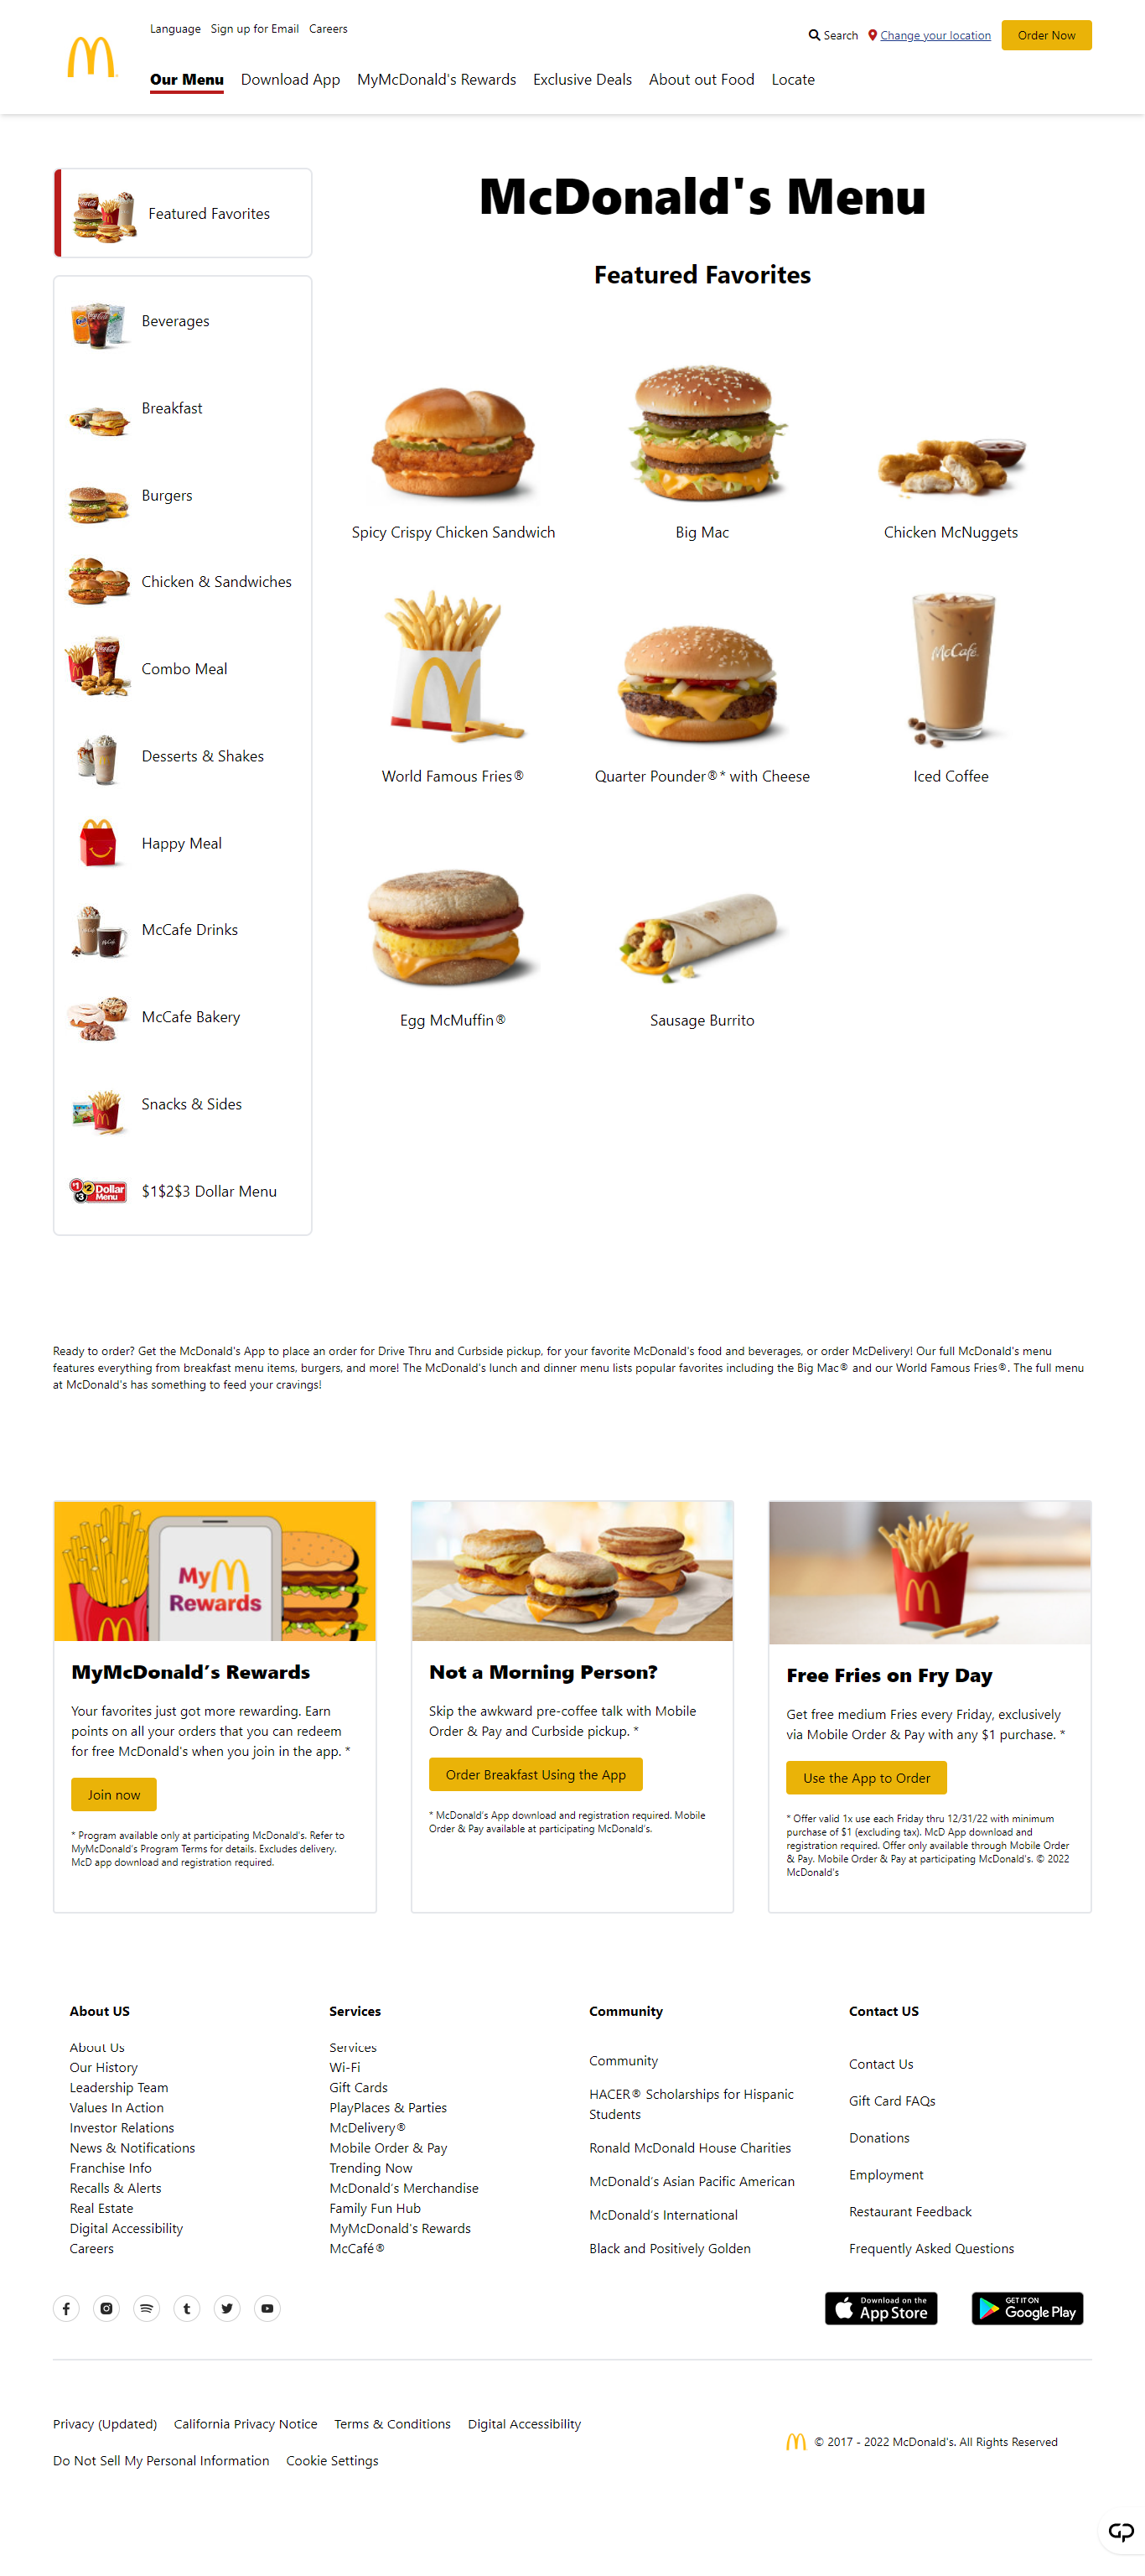 Language Sign up for Email Careers
Search Change your location Order Now
Our Menu Download App MyMcDonald's Rewards Exclusive Deals About out Food Locate
Featured Favorites
Beverages
Breakfast
Burgers
Chicken & Sandwiches
Combo Meal
Desserts & Shakes
Happy Meal
McCafe Drinks
McCafe Bakery
Snacks & Sides
$1 $2 $3 Dollar Menu
$1$2$3 Dollar Menu
McDonald's Menu
Featured Favorites
Spicy Crispy Chicken Sandwich
Big Mac
Chicken McNuggets
McCafé
World Famous Fries®
Quarter Pounder®* with Cheese
Iced Coffee
Egg McMuffin®
Sausage Burrito
Ready to order? Get the McDonald's App to place an order for Drive Thru and Curbside pickup, for your favorite McDonald's food and beverages, or order McDelivery! Our full McDonald's menu
features everything from breakfast menu items, burgers, and more! The McDonald's lunch and dinner menu lists popular favorites including the Big Mac® and our World Famous Fries®. The full menu
at McDonald's has something to feed your cravings!
My
Rewards
MyMcDonald’s Rewards
Your favorites just got more rewarding. Earn
points on all your orders that you can redeem
for free McDonald's when you join in the app. *
Join now
* Program available only at participating McDonald's. Refer to
MyMcDonald's Program Terms for details. Excludes delivery.
McD app download and registration required.
Not a Morning Person?
Skip the awkward pre-coffee talk with Mobile
Order & Pay and Curbside pickup. *
Order Breakfast Using the App
* McDonald's App download and registration required. Mobile
Order & Pay available at participating McDonald's.
Free Fries on Fry Day
Get free medium Fries every Friday, exclusively
via Mobile Order & Pay with any $1 purchase. *
Use the App to Order
* Offer valid 1x use each Friday thru 12/31/22 with minimum
purchase of $1 (excluding tax). McD App download and
registration required. Offer only available through Mobile Order
& Pay. Mobile Order & Pay at participating McDonald's. © 2022
McDonald's
About US
About Us
Our History
Leadership Team
Values In Action
Investor Relations
News & Notifications
Franchise Info
Recalls & Alerts
Real Estate
Digital Accessibility
Careers
Services
Services
Wi-Fi
Gift Cards
PlayPlaces & Parties
McDelivery®
Mobile Order & Pay
Trending Now
McDonald's Merchandise
Family Fun Hub
MyMcDonald's Rewards
McCafé®
Community
Community
HACER® Scholarships for Hispanic
Students
Ronald McDonald House Charities
McDonald's Asian Pacific American
McDonald's International
Black and Positively Golden
Contact US
Contact Us
Gift Card FAQs
Donations
Employment
Restaurant Feedback
Frequently Asked Questions
Download on the
App Store
GET IT ON
Google Play
Privacy (Updated) California Privacy Notice Terms & Conditions Digital Accessibility
Do Not Sell My Personal Information Cookie Settings
© 2017 - 2022 McDonald's. All Rights Reserved